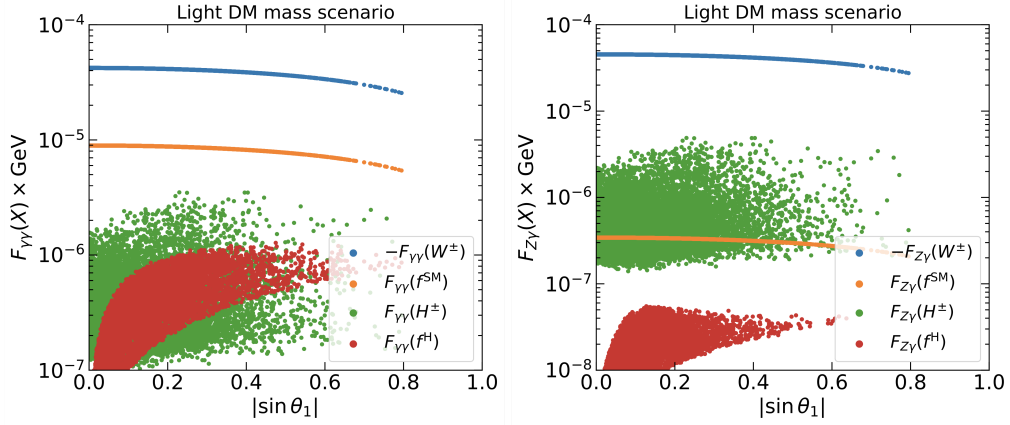 Light DM mass scenario
10⁻⁴
10⁻⁵
10⁻⁶
10⁻⁷
F_γγ(X) × GeV
0.0 0.2 0.4 0.6 0.8 1.0
|sin θ₁|
−F_γγ(W±)
F_γγ(f^SM)
F_γγ(H±)
F_γγ(f^H)
Light DM mass scenario
10⁻⁴
10⁻⁵
10⁻⁶
10⁻⁷
10⁻⁸
F_Zγ(X) × GeV
0.0 0.2 0.4 0.6 0.8 1.0
|sin θ₁|
−F_Zγ(W±)
F_Zγ(f^SM)
F_Zγ(H±)
F_Zγ(f^H)